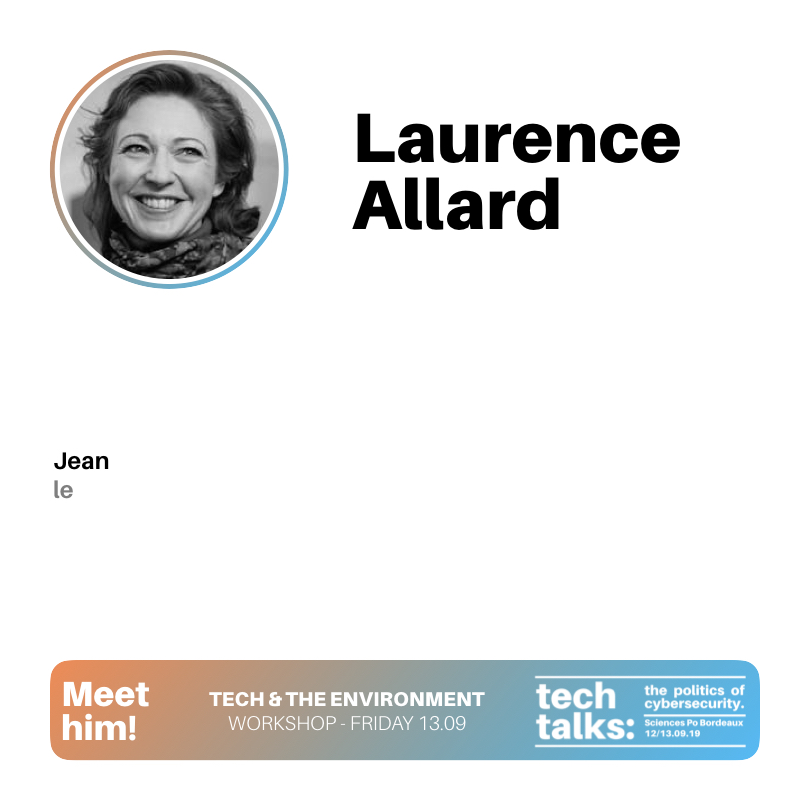 Laurence
Allard
Jean
le
Meet
him!
TECH & THE ENVIRONMENT
WORKSHOP - FRIDAY 13.09
tech
talks:
the politics of
cybersecurity.
Sciences Po Bordeaux
12/13.09.19